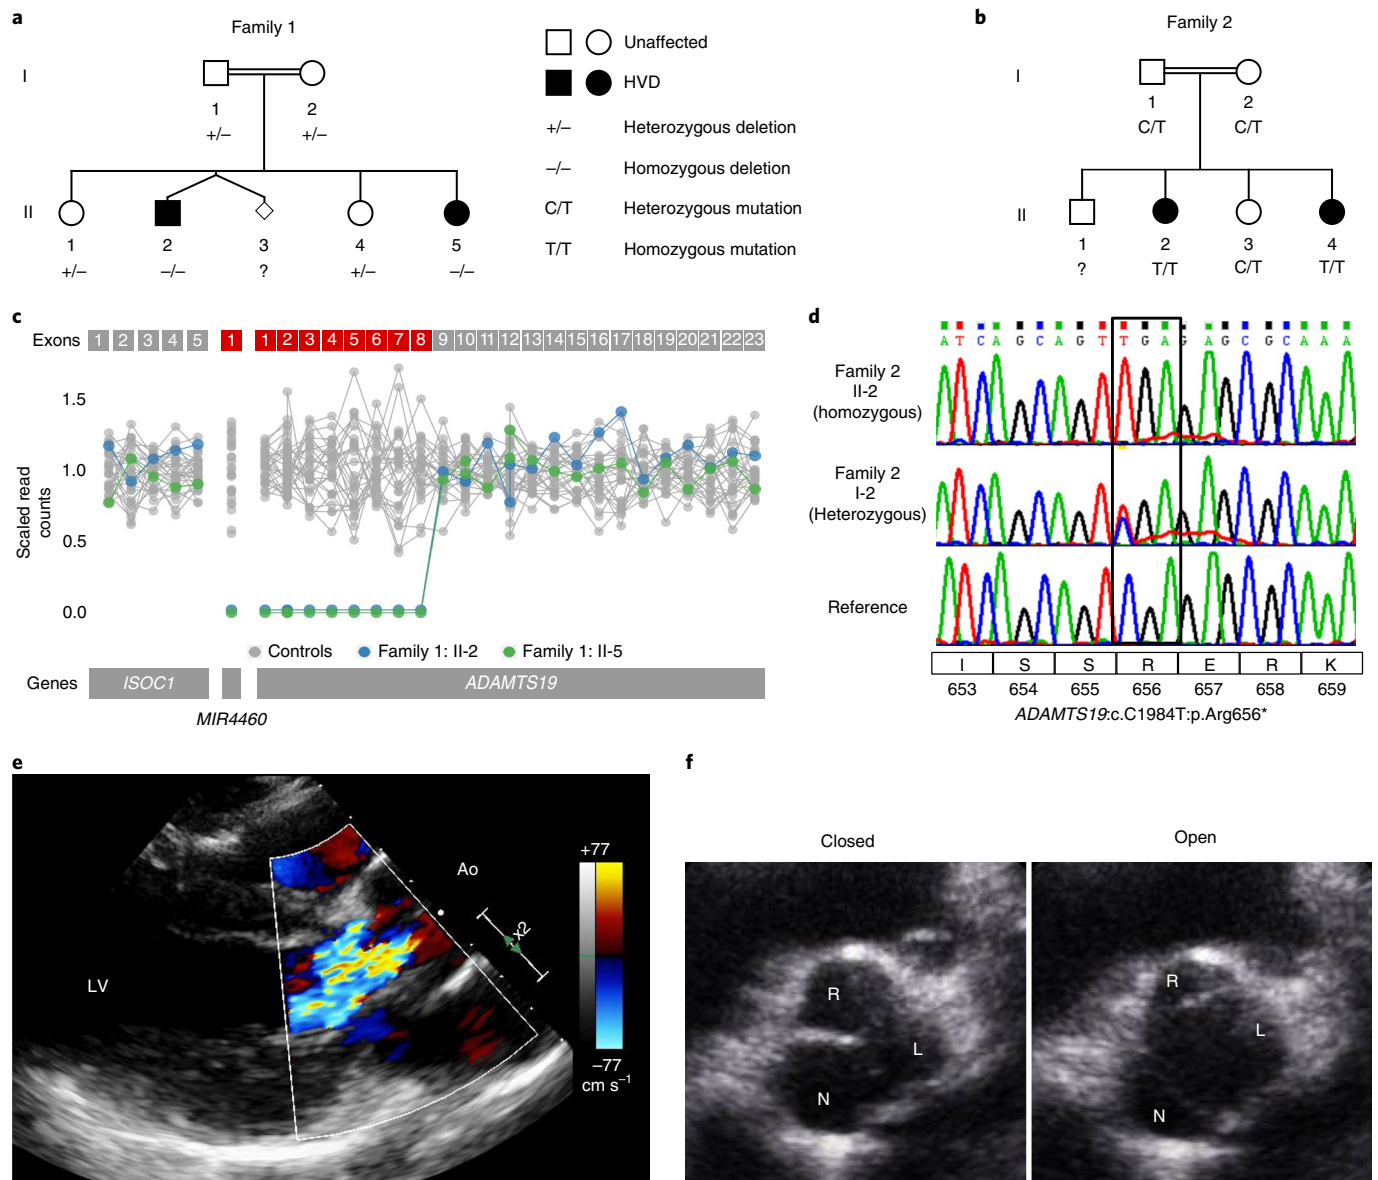 a
Family 1
I
1 2
+/– +/–
II
1 2 3 4 5
+/– –/– ? +/– –/–
Unaffected
HVD
+/– Heterozygous deletion
–/– Homozygous deletion
C/T Heterozygous mutation
T/T Homozygous mutation
b
Family 2
I
1 2
C/T C/T
II
1 2 3 4
? T/T C/T T/T
c
Exons 1 2 3 4 5 1 1 2 3 4 5 6 7 8 9 10 11 12 13 14 15 16 17 18 19 20 21 22 23
Scaled read
counts
1.5
1.0
0.5
0.0
Controls Family 1: II-2 Family 1: II-5
Genes ISOC1 ADAMTS19
MIR4460
d
A T C A G C A G T T G A G A G C G C A A A
Family 2
II-2
(homozygous)
Family 2
I-2
(Heterozygous)
Reference
I S S R E R K
653 654 655 656 657 658 659
ADAMTS19:c.C1984T:p.Arg656*
e
LV
Ao
x2
+77
–77
cm s⁻¹
f
Closed
R
L
N
Open
R
L
N